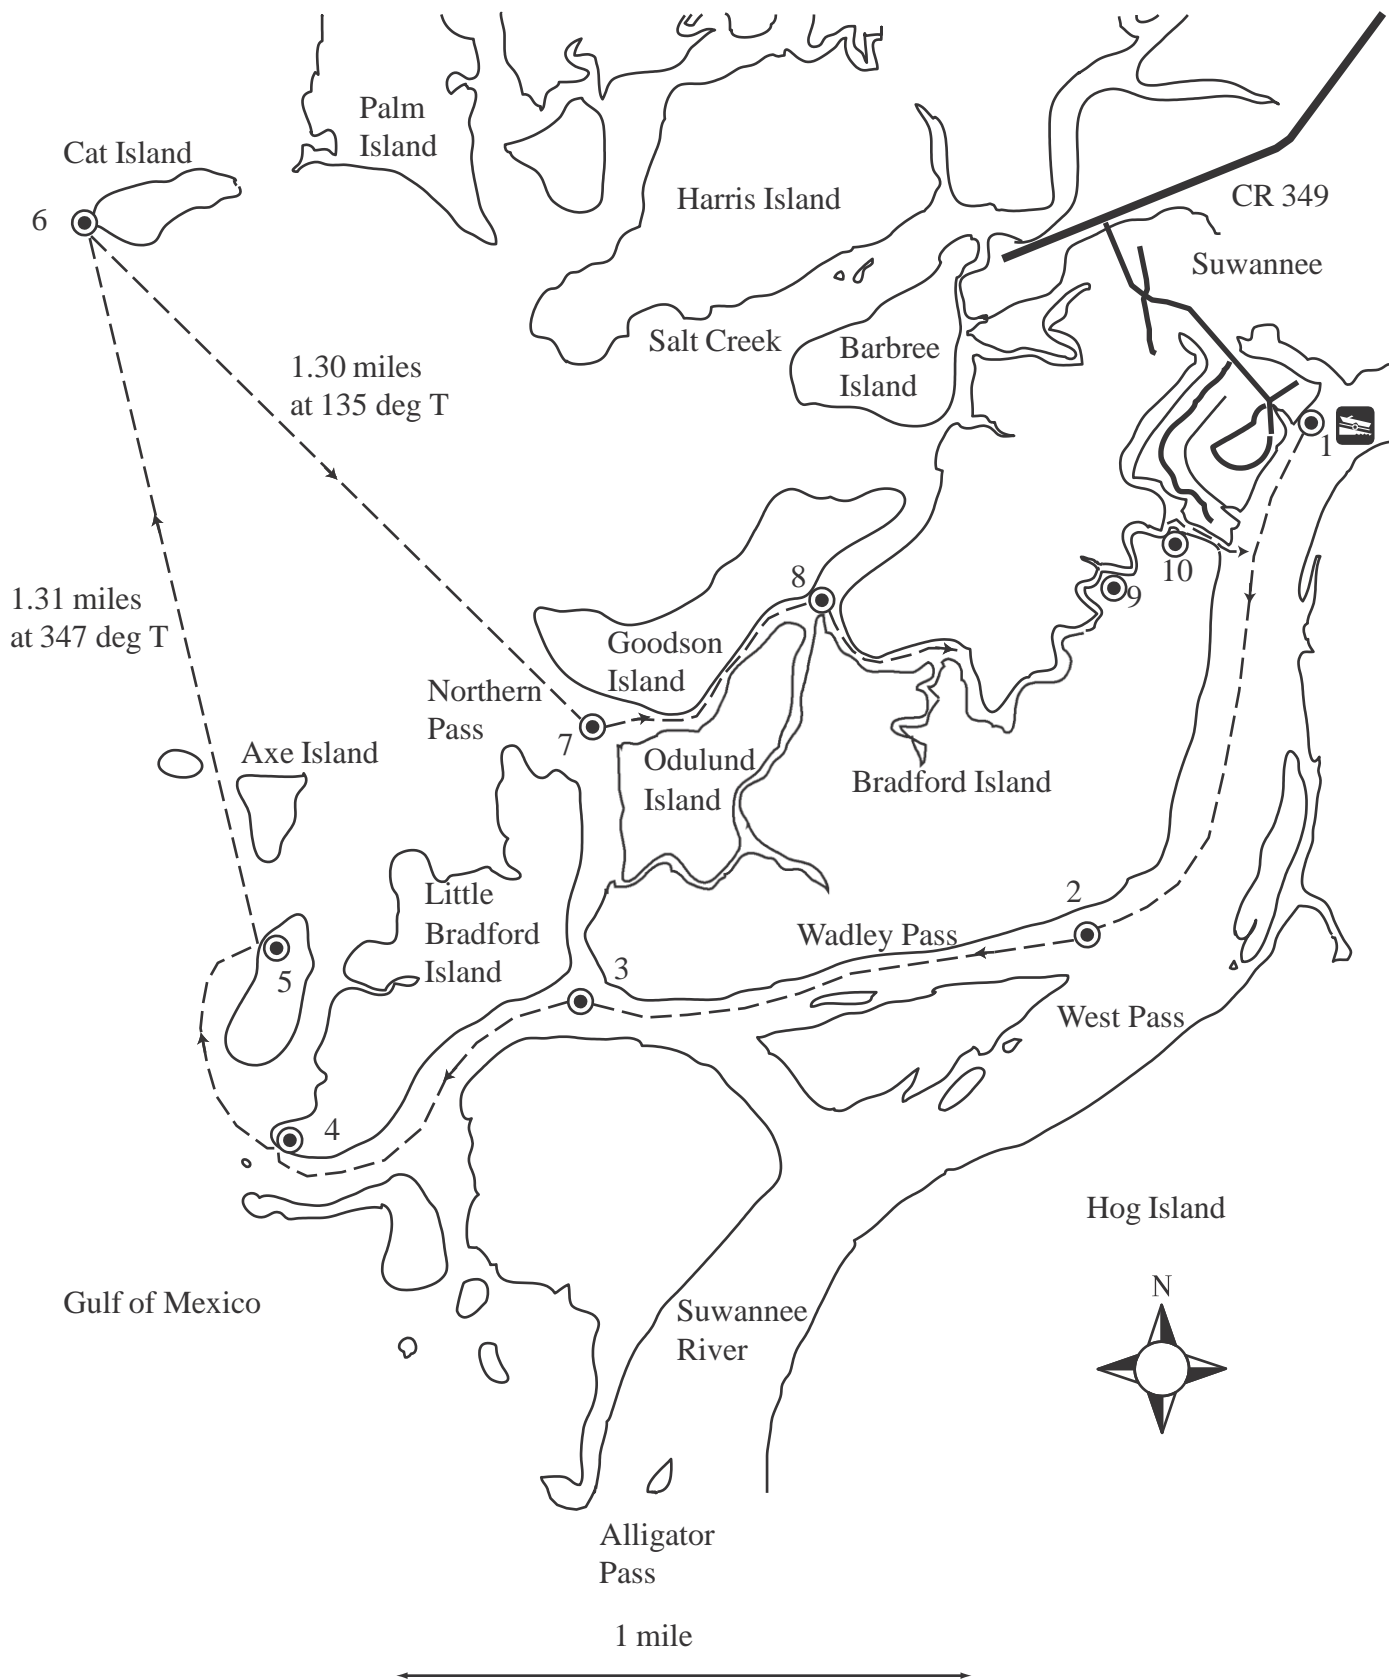 Palm
Island
Cat Island
6
Harris Island
CR 349
Suwannee
Salt Creek
Barbree
Island
1.30 miles
at 135 deg T
1
8
10
9
1.31 miles
at 347 deg T
Goodson
Island
Northern
Pass
7
Axe Island
Odulund
Island
Bradford Island
Little
Bradford
Island
2
Wadley Pass
3
5
West Pass
4
Hog Island
N
Gulf of Mexico
Suwannee
River
Alligator
Pass
1 mile